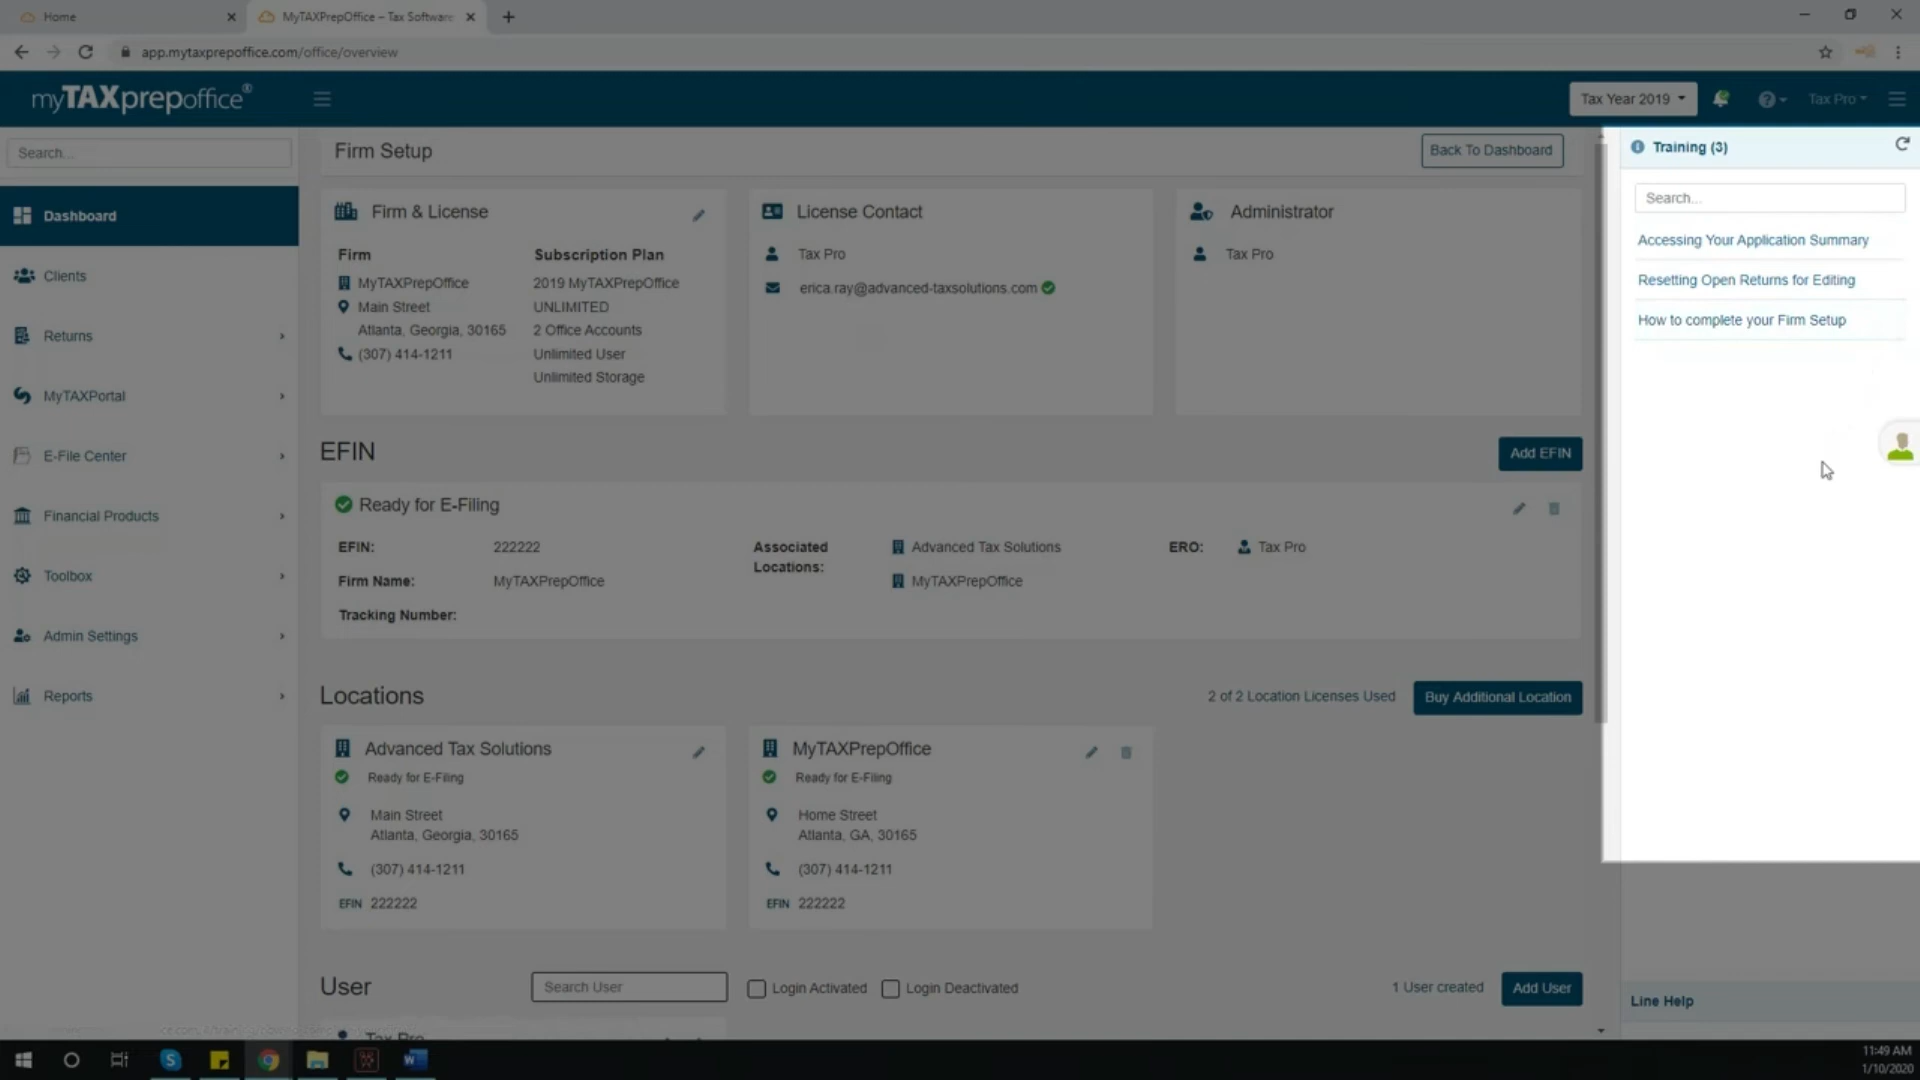 Home
MyTAXPrepOffice – Tax Software
app.mytaxprepoffice.com/office/overview
myTAXprepoffice®
Tax Year 2019
Tax Pro
Search...
Dashboard
Clients
Returns
MyTAXPortal
E-File Center
Financial Products
Toolbox
Admin Settings
Reports
Firm Setup
Back To Dashboard
Firm & License
Firm
Subscription Plan
MyTAXPrepOffice
2019 MyTAXPrepOffice
Main Street
UNLIMITED
Atlanta, Georgia, 30165
2 Office Accounts
(307) 414-1211
Unlimited User
Unlimited Storage
License Contact
Tax Pro
erica.ray@advanced-taxsolutions.com
Administrator
Tax Pro
EFIN
Add EFIN
Ready for E-Filing
EFIN:
222222
Associated Locations:
Advanced Tax Solutions
ERO:
Tax Pro
Firm Name:
MyTAXPrepOffice
MyTAXPrepOffice
Tracking Number:
Locations
2 of 2 Location Licenses Used
Buy Additional Location
Advanced Tax Solutions
Ready for E-Filing
Main Street
Atlanta, Georgia, 30165
(307) 414-1211
EFIN 222222
MyTAXPrepOffice
Ready for E-Filing
Home Street
Atlanta, GA, 30165
(307) 414-1211
EFIN 222222
User
Search User
Login Activated
Login Deactivated
1 User created
Add User
Tax Pro
Training (3)
Search...
Accessing Your Application Summary
Resetting Open Returns for Editing
How to complete your Firm Setup
Line Help
11:49 AM
1/10/2020